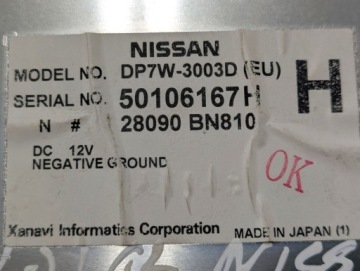 NISSAN
MODEL NO. DP7W-3003D (EU)
H
SERIAL NO. 50106167H
N # 28090 BN810
DC 12V
NEGATIVE GROUND
OK
Xanavi Informatics Corporation MADE IN JAPAN (1)